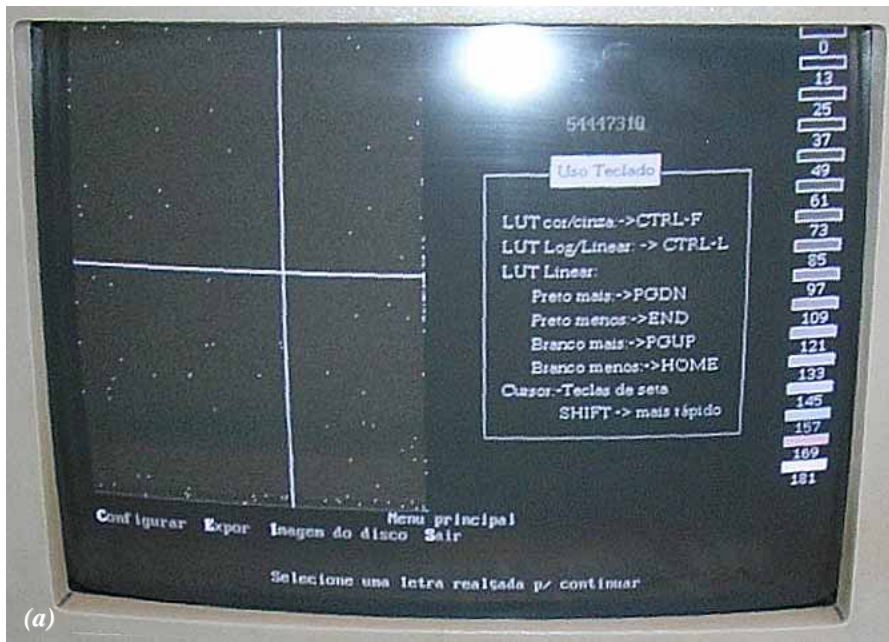 54447310
Uso Teclado
LUT cor/cinza:->CTRL-F
LUT Log/Linear: -> CTRL-L
LUT Linear:
Preto mais:->PGDN
Preto menos:->END
Branco mais:->PGUP
Branco menos:->HOME
Cursor:-Teclas de seta
SHIFT -> mais rápido
0
13
25
37
49
61
73
85
97
109
121
133
145
157
169
181
Menu principal
Configurar Expor Imagem do disco Sair
Selecione uma letra realçada p/ continuar
(a)